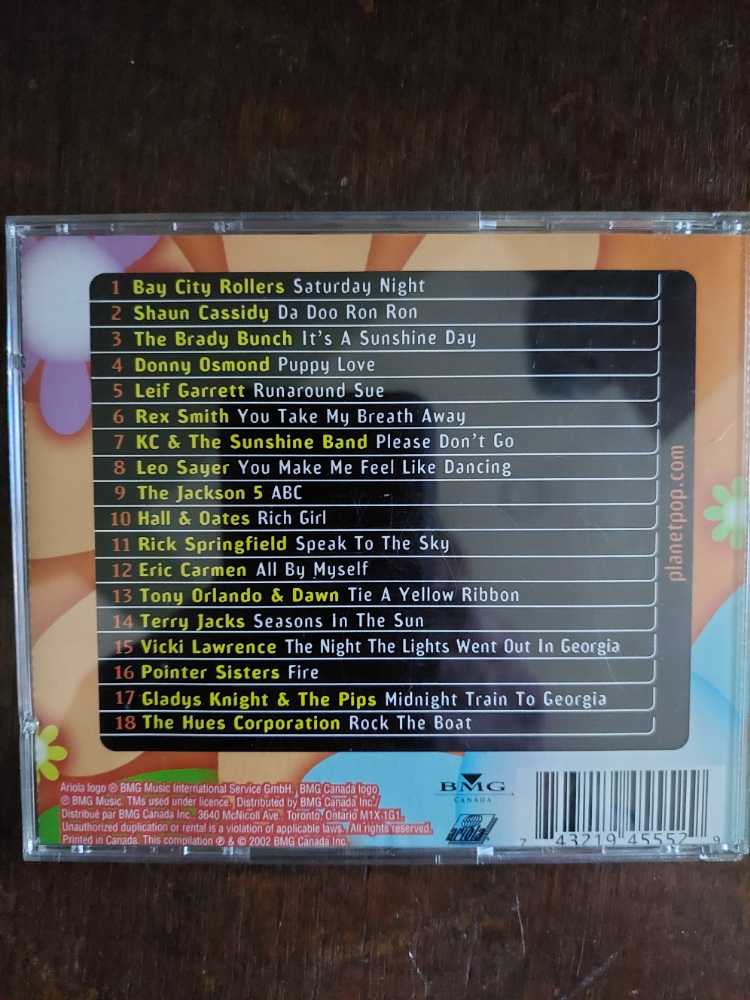 1 Bay City Rollers Saturday Night
2 Shaun Cassidy Da Doo Ron Ron
3 The Brady Bunch It's A Sunshine Day
4 Donny Osmond Puppy Love
5 Leif Garrett Runaround Sue
6 Rex Smith You Take My Breath Away
7 KC & The Sunshine Band Please Don't Go
8 Leo Sayer You Make Me Feel Like Dancing
9 The Jackson 5 ABC
10 Hall & Oates Rich Girl
11 Rick Springfield Speak To The Sky
12 Eric Carmen All By Myself
13 Tony Orlando & Dawn Tie A Yellow Ribbon
14 Terry Jacks Seasons In The Sun
15 Vicki Lawrence The Night The Lights Went Out In Georgia
16 Pointer Sisters Fire
17 Gladys Knight & The Pips Midnight Train To Georgia
18 The Hues Corporation Rock The Boat
planetpop.com
Ariola logo ® BMG Music International Service GmbH. BMG Canada logo
® BMG Music. TMs used under licence. Distributed by BMG Canada Inc./
Distribué par BMG Canada Inc. 3640 McNicoll Ave. Toronto, Ontario M1X-1G1.
Unauthorized duplication or rental is a violation of applicable laws. All rights reserved.
Printed in Canada. This compilation ℗ & © 2002 BMG Canada Inc.
BMG
CANADA
ariola
7 43219 45552 9